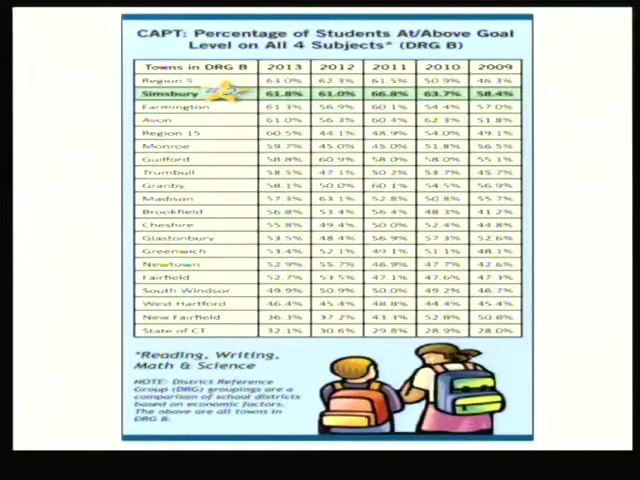 CAPT: Percentage of Students At/Above Goal
Level on All 4 Subjects* (DRG B)
Towns in DRG B 2013 2012 2011 2010 2009
Region 5 63.0% 62.3% 61.5% 50.9% 46.3%
Simsbury 61.8% 61.0% 66.8% 63.7% 58.4%
Farmington 61.3% 56.9% 60.1% 54.4% 57.0%
Avon 61.0% 56.3% 60.4% 62.3% 51.8%
Region 15 60.5% 44.1% 48.9% 54.0% 49.1%
Monroe 59.7% 45.0% 45.0% 51.8% 56.5%
Guilford 58.8% 60.9% 58.0% 58.0% 55.1%
Trumbull 58.5% 47.1% 50.2% 53.7% 45.7%
Granby 58.1% 50.0% 60.1% 54.5% 56.9%
Madison 57.3% 63.1% 52.8% 50.8% 55.7%
Brookfield 56.8% 53.4% 56.4% 48.3% 41.2%
Cheshire 55.8% 49.4% 50.0% 52.4% 44.8%
Glastonbury 53.5% 48.4% 56.9% 57.3% 52.6%
Greenwich 53.4% 52.1% 49.1% 51.1% 48.1%
Newtown 52.9% 55.7% 46.9% 47.7% 42.6%
Fairfield 52.7% 53.5% 47.1% 47.6% 47.3%
South Windsor 49.9% 50.9% 50.0% 49.2% 46.7%
West Hartford 46.4% 45.4% 48.8% 44.4% 45.4%
New Fairfield 36.3% 37.2% 43.3% 52.8% 50.8%
State of CT 32.1% 30.6% 29.8% 28.9% 28.0%
*Reading, Writing,
Math & Science
NOTE: District Reference
Group (DRG) groupings are a
comparison of school districts
based on economic factors.
The above are all towns in
DRG B.